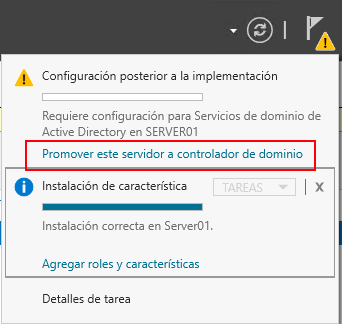 Configuración posterior a la implementación
Requiere configuración para Servicios de dominio de
Active Directory en SERVER01
Promover este servidor a controlador de dominio
Instalación de característica
TAREAS
X
Instalación correcta en Server01.
Agregar roles y características
Detalles de tarea